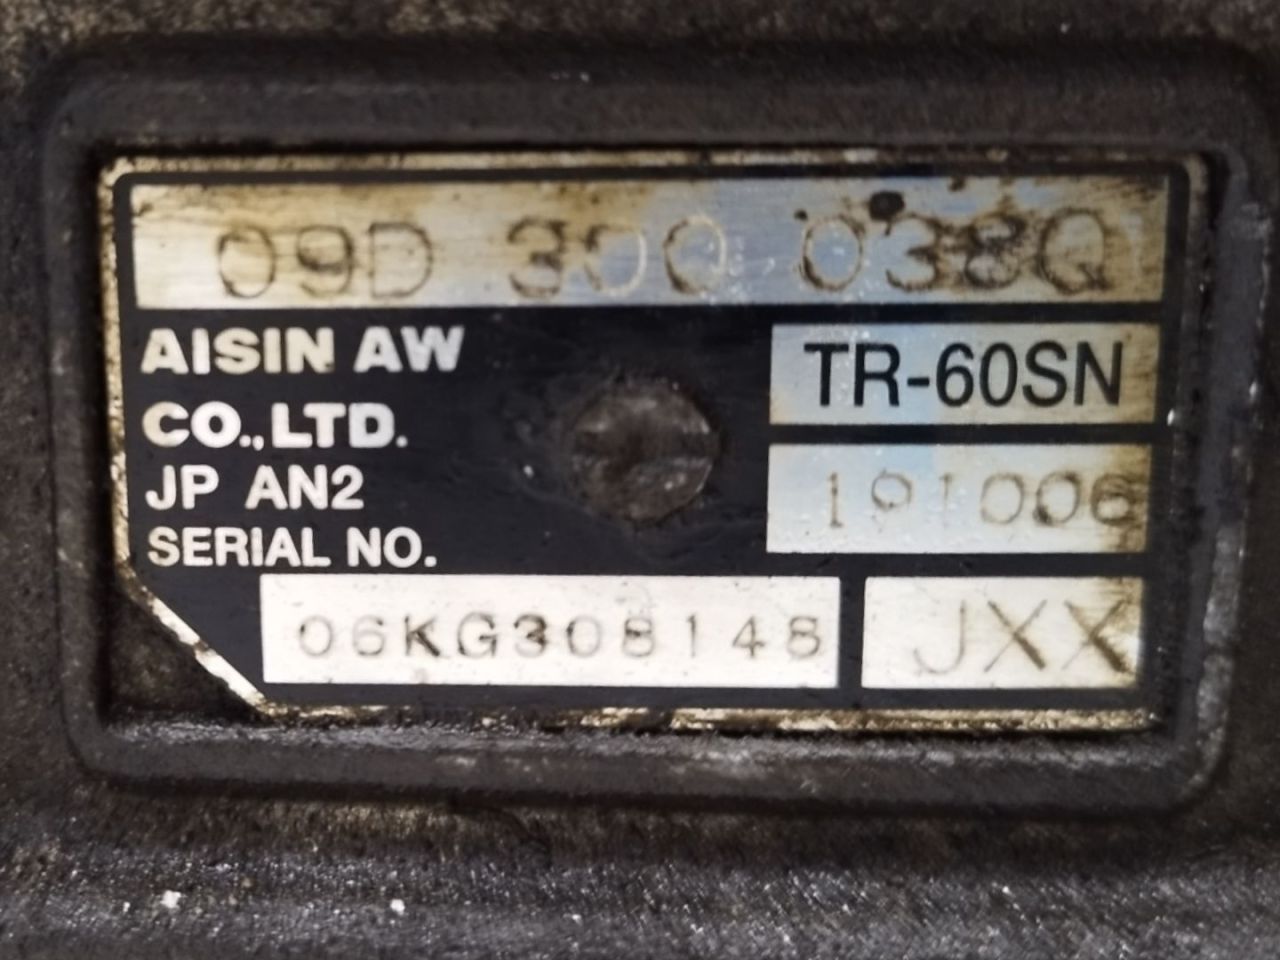 09D 300 038Q
AISIN AW
CO.,LTD.
TR-60SN
JP AN2
191006
SERIAL NO.
06KG308148
JXX